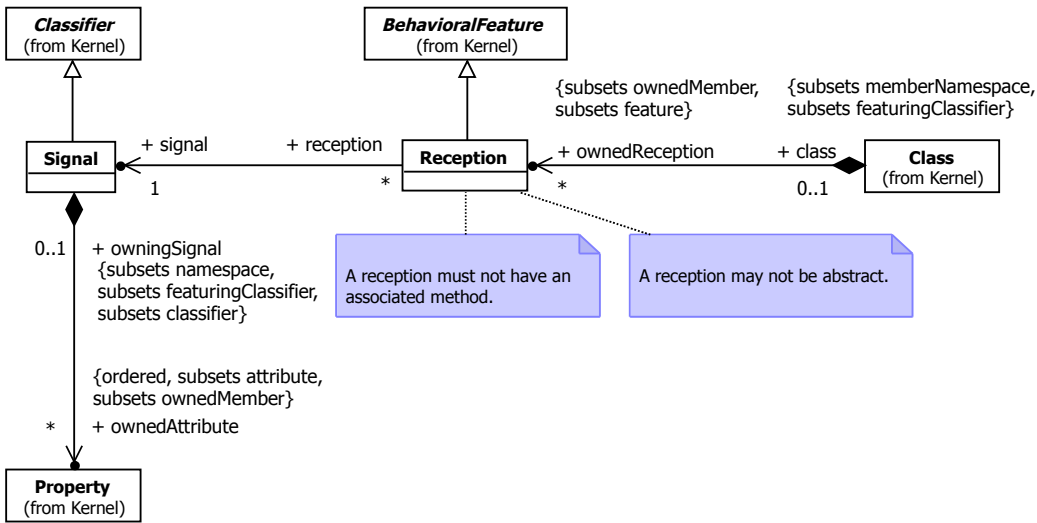 Classifier
(from Kernel)
BehavioralFeature
(from Kernel)
{subsets ownedMember,
subsets feature}
{subsets memberNamespace,
subsets featuringClassifier}
Signal
+ signal
1
+ reception
*
Reception
+ ownedReception
*
+ class
0..1
Class
(from Kernel)
0..1
+ owningSignal
{subsets namespace,
subsets featuringClassifier,
subsets classifier}
A reception must not have an
associated method.
A reception may not be abstract.
{ordered, subsets attribute,
subsets ownedMember}
*
+ ownedAttribute
Property
(from Kernel)